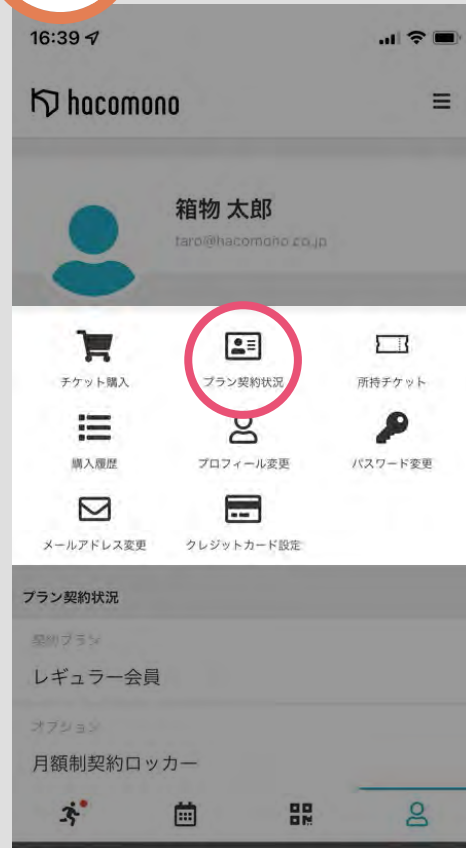 16:39
hacomono
箱物 太郎
taro@hacomono.co.jp
チケット購入
プラン契約状況
所持チケット
購入履歴
プロフィール変更
パスワード変更
メールアドレス変更
クレジットカード設定
プラン契約状況
契約プラン
レギュラー会員
オプション
月額制契約ロッカー